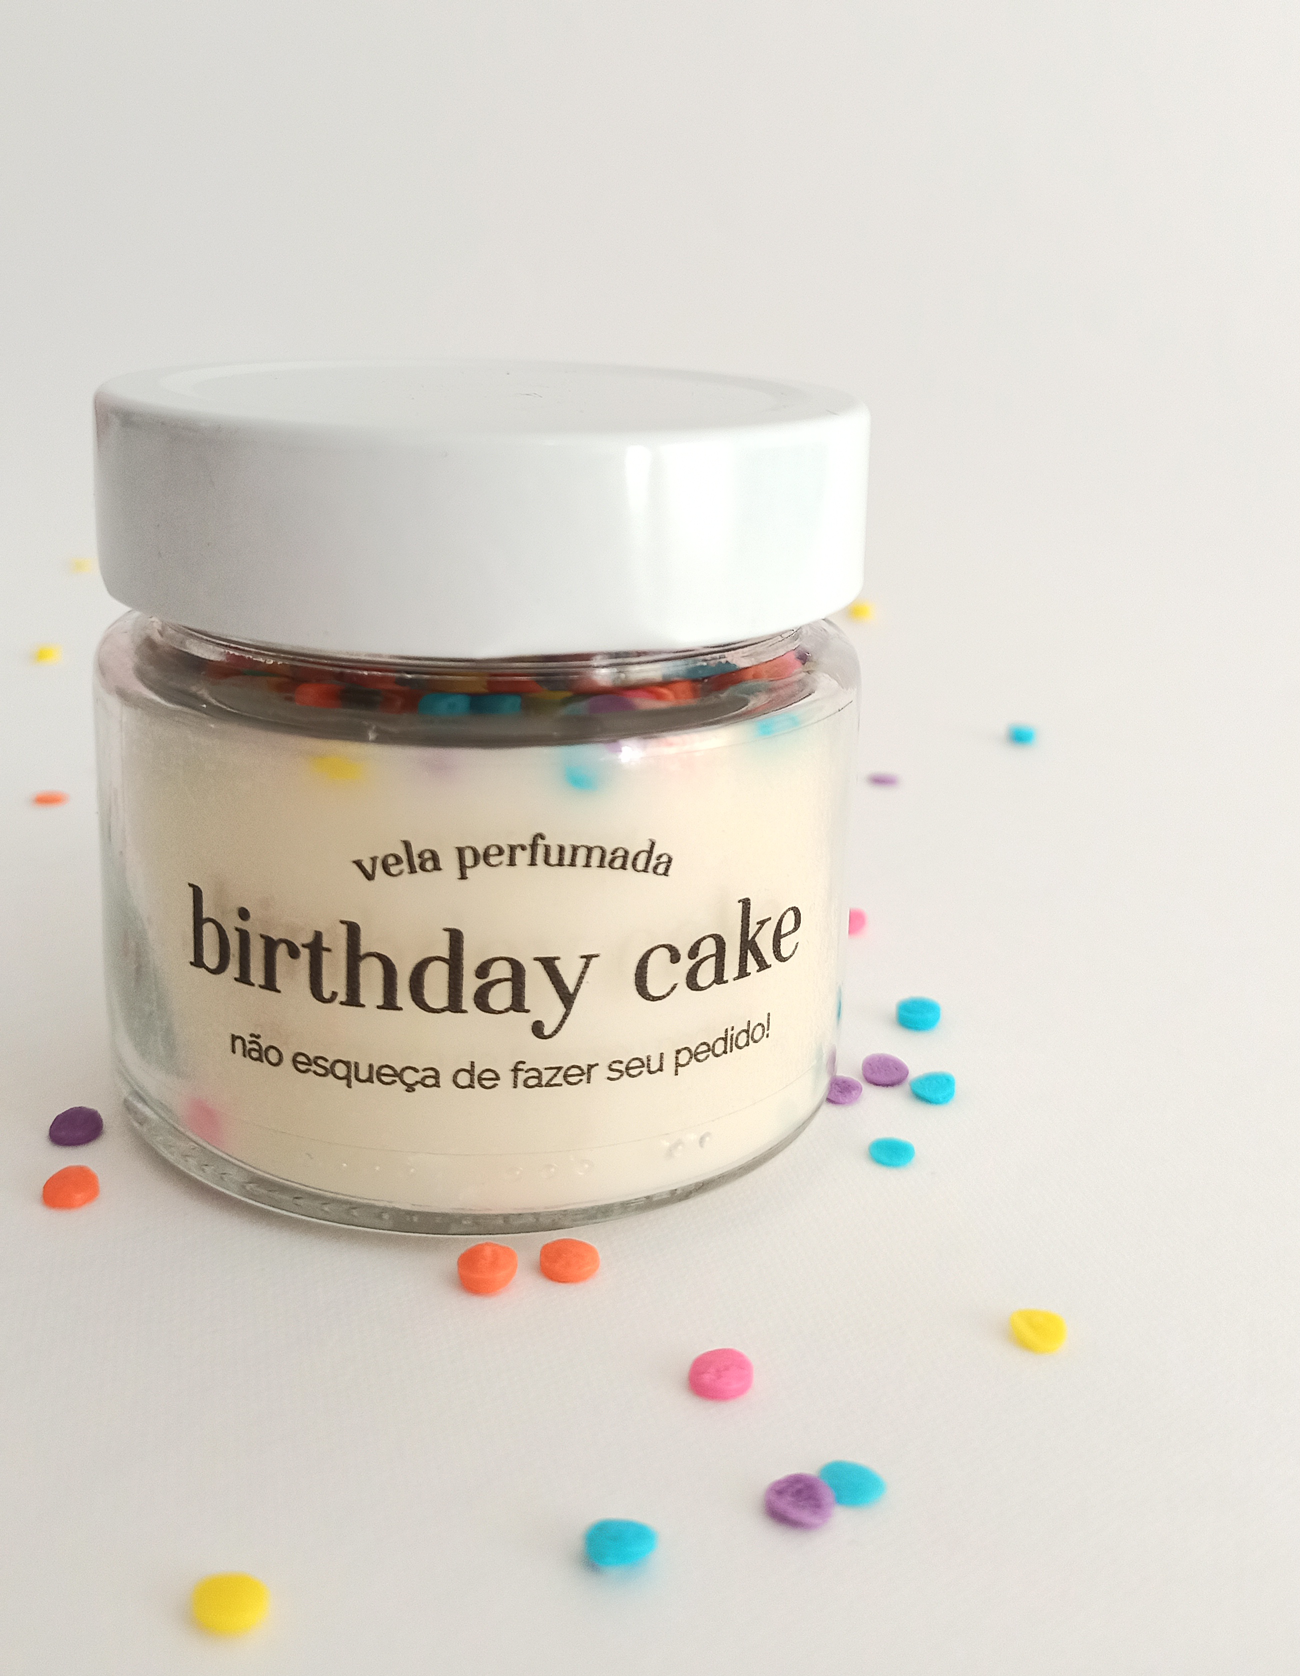 vela perfumada
birthday cake
não esqueça de fazer seu pedido!